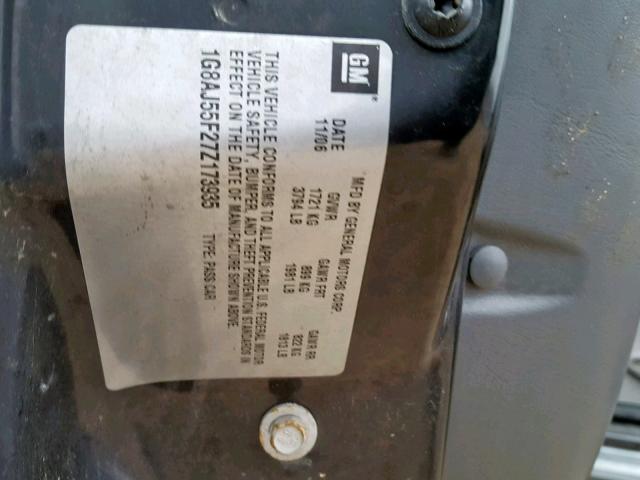 GM®
MFD BY GENERAL MOTORS CORP.
DATE GVWR GAWR FRT GAWR RR
11/06 1721 KG 899 KG 822 KG
3794 LB 1981 LB 1813 LB
THIS VEHICLE CONFORMS TO ALL APPLICABLE U.S. FEDERAL MOTOR
VEHICLE SAFETY, BUMPER, AND THEFT PREVENTION STANDARDS IN
EFFECT ON THE DATE OF MANUFACTURE SHOWN ABOVE.
1G8AJ55F27Z173935 TYPE: PASS CAR